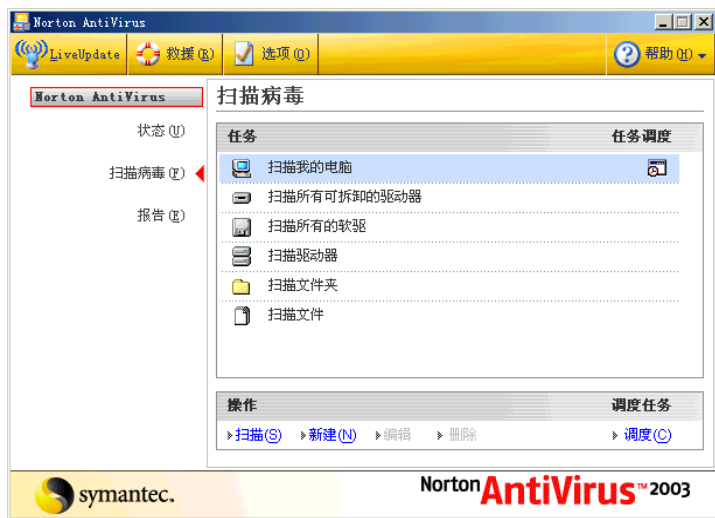 Norton AntiVirus
LiveUpdate 救援(R) 选项(O) 帮助(H)
Norton AntiVirus
状态(U)
扫描病毒(F)
报告(E)
扫描病毒
任务 任务调度
扫描我的电脑
扫描所有可拆卸的驱动器
扫描所有的软驱
扫描驱动器
扫描文件夹
扫描文件
操作 调度任务
扫描(S) 新建(N) 编辑 删除 调度(C)
symantec.
Norton AntiVirus™ 2003